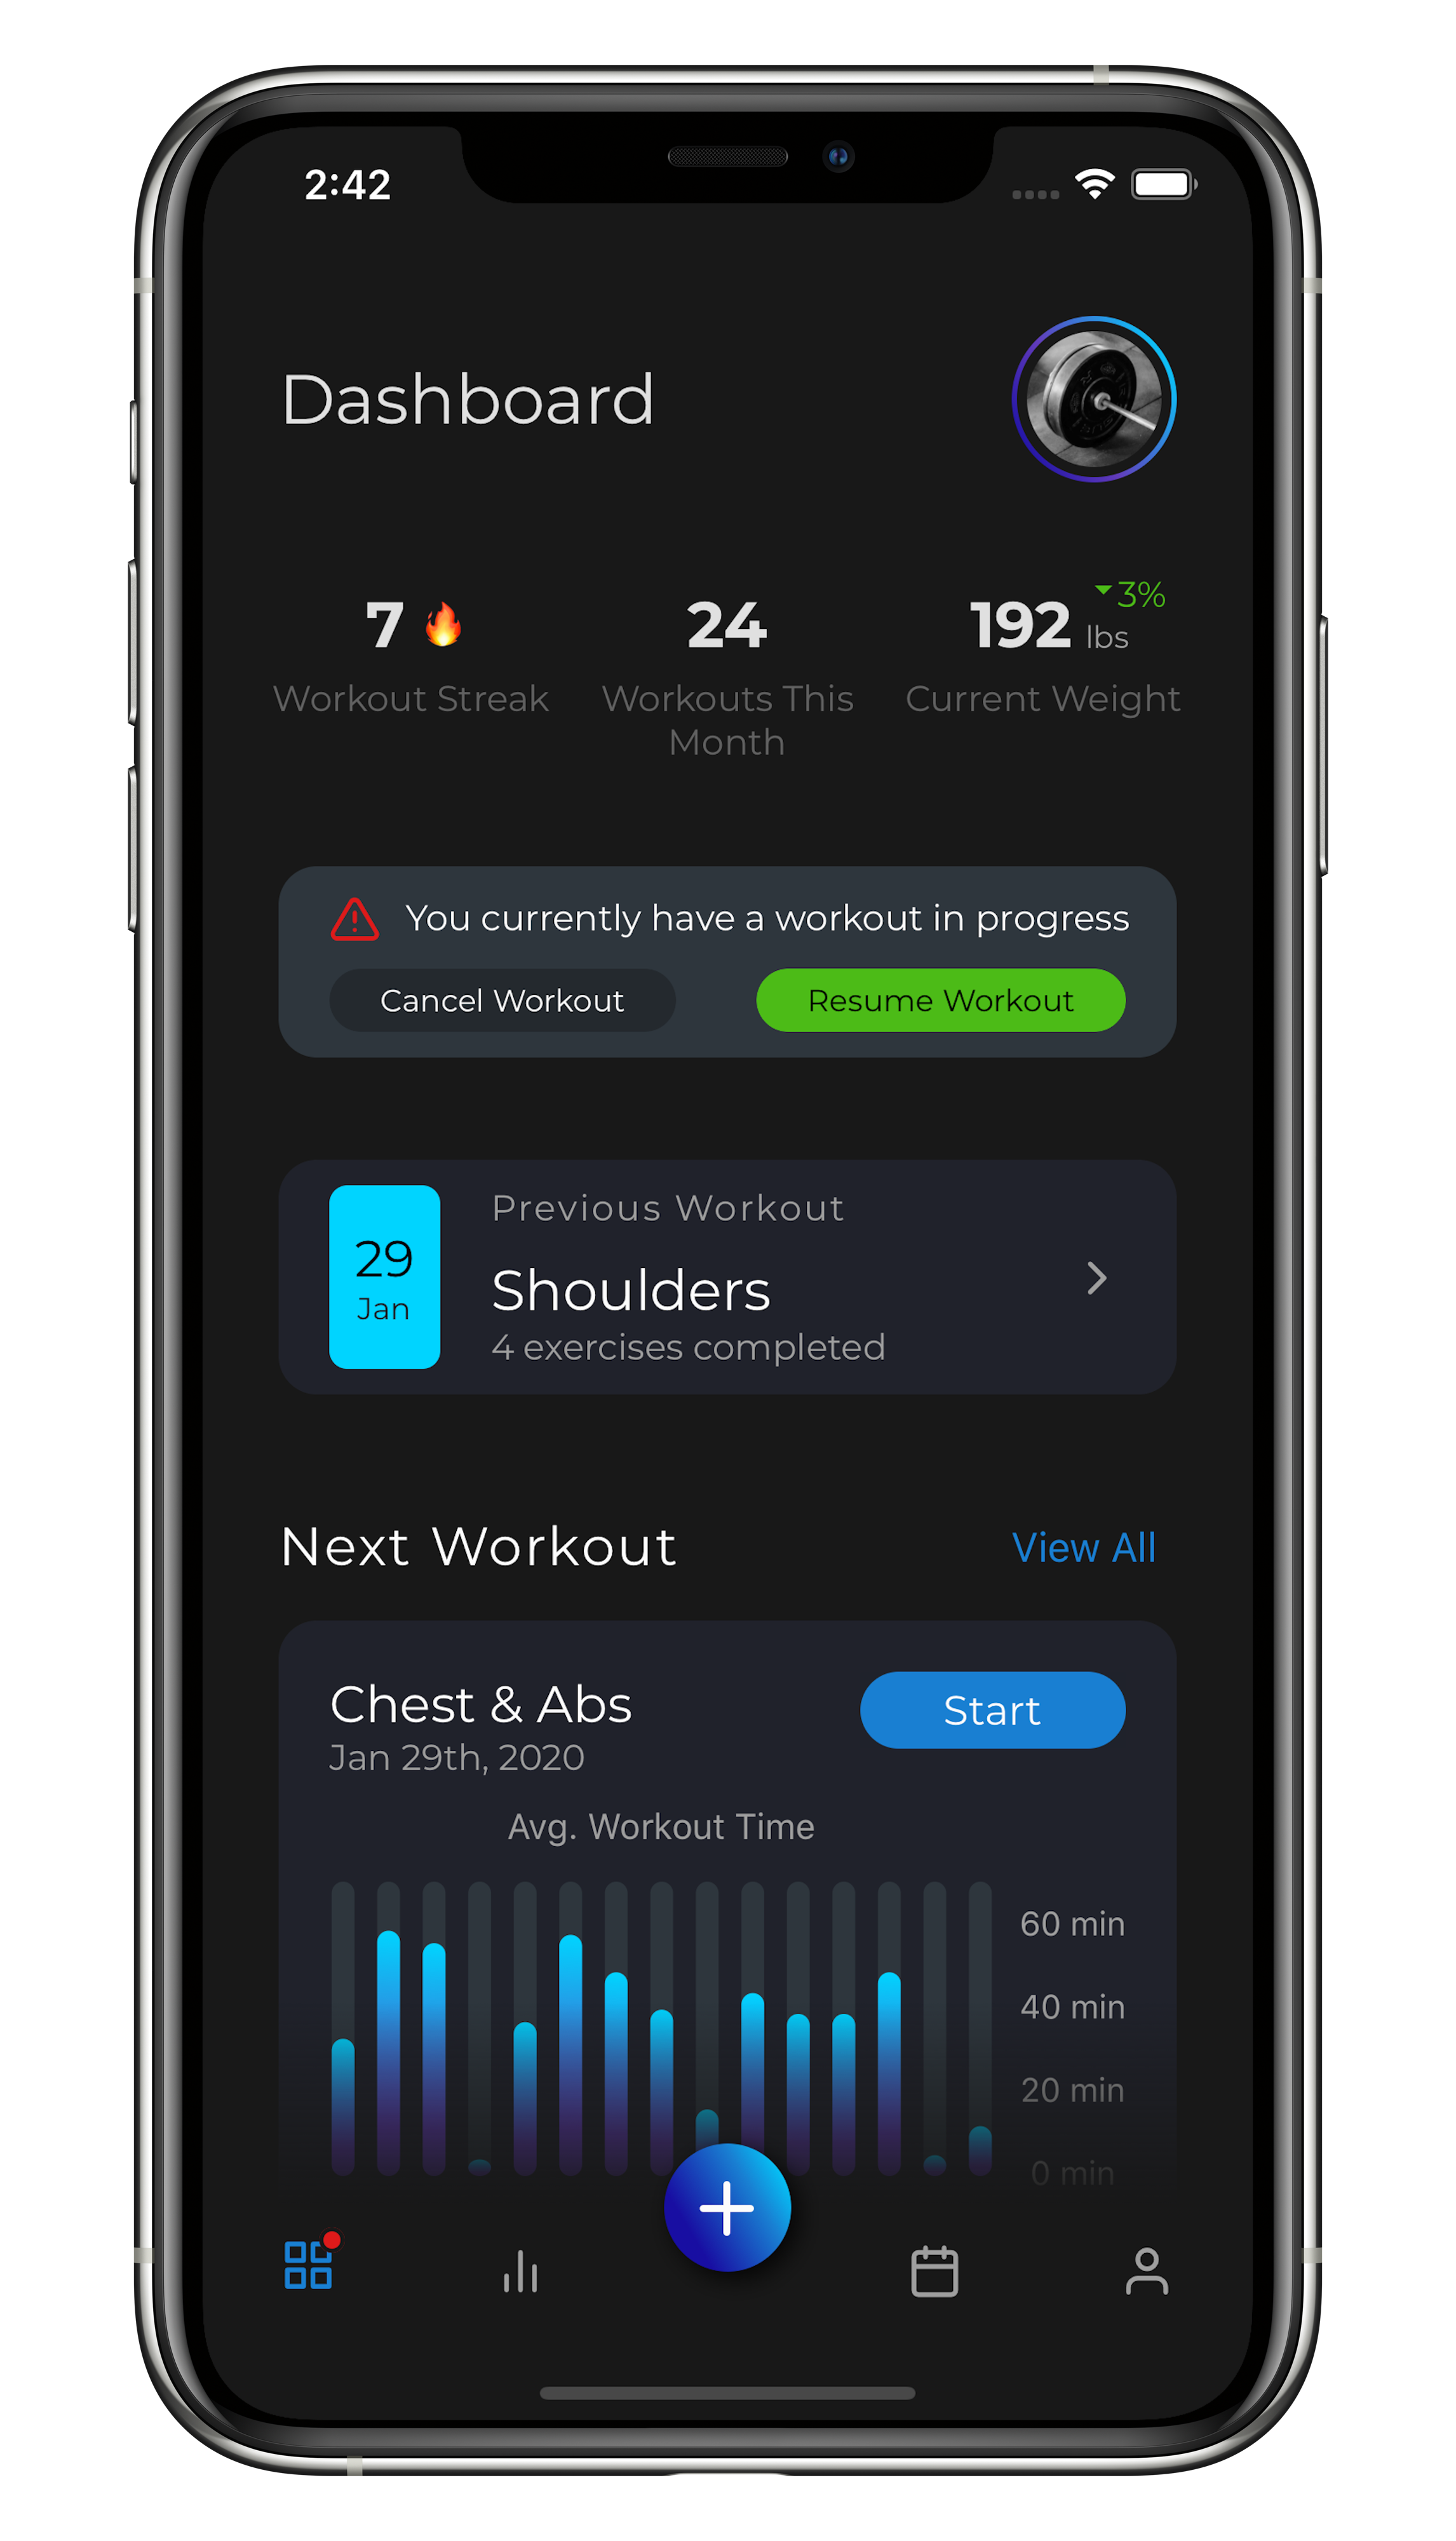 2:42
Dashboard
7 🔥
Workout Streak
24
Workouts This
Month
192 lbs
3%
Current Weight
You currently have a workout in progress
Cancel Workout
Resume Workout
29
Jan
Previous Workout
Shoulders
4 exercises completed
Next Workout
View All
Chest & Abs
Jan 29th, 2020
Start
Avg. Workout Time
60 min
40 min
20 min
0 min